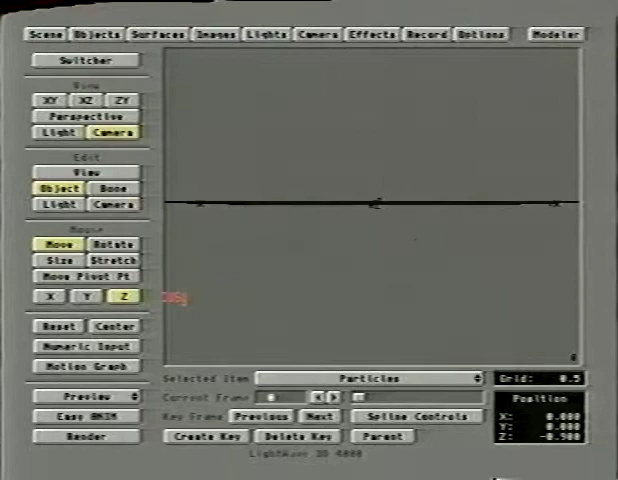 Scene Objects Surfaces Images Lights Camera Effects Record Options Modeler
Switcher
View
XY XZ ZY
Perspective
Light Camera
Edit
View
Object Bone
Light Camera
Mouse
Move Rotate
Size Stretch
Move Pivot Pt
X Y Z
Reset Center
Numeric Input
Motion Graph
0
Selected Item Particles Grid: 0.5
Preview Current Frame Position
Easy ANIM Key Frame Previous Next Spline Controls X: 0.000
Y: 0.000
Render Create Key Delete Key Parent Z: -0.900
LightWave 3D 4000